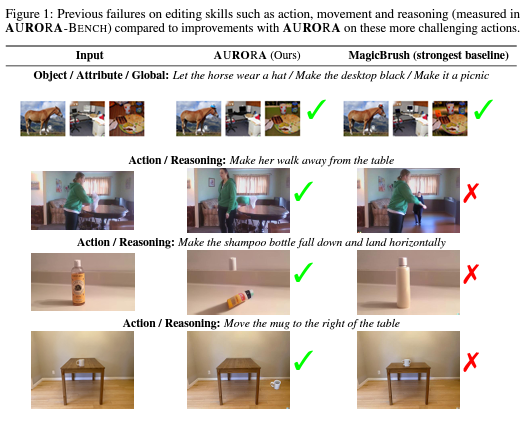 Figure 1: Previous failures on editing skills such as action, movement and reasoning (measured in
AURORA-BENCH) compared to improvements with AURORA on these more challenging actions.
Input AURORA (Ours) MagicBrush (strongest baseline)
Object / Attribute / Global: Let the horse wear a hat / Make the desktop black / Make it a picnic
Action / Reasoning: Make her walk away from the table
Action / Reasoning: Make the shampoo bottle fall down and land horizontally
Action / Reasoning: Move the mug to the right of the table